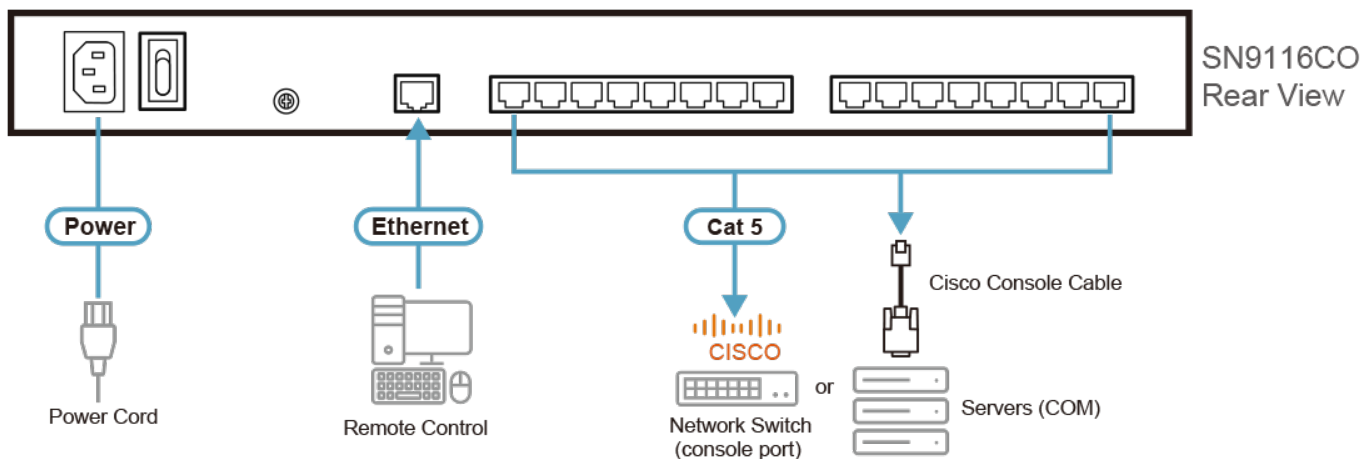 SN9116CO
Rear View
Power
Ethernet
Cat 5
Cisco Console Cable
CISCO
Power Cord
Remote Control
Network Switch
(console port)
or
Servers (COM)